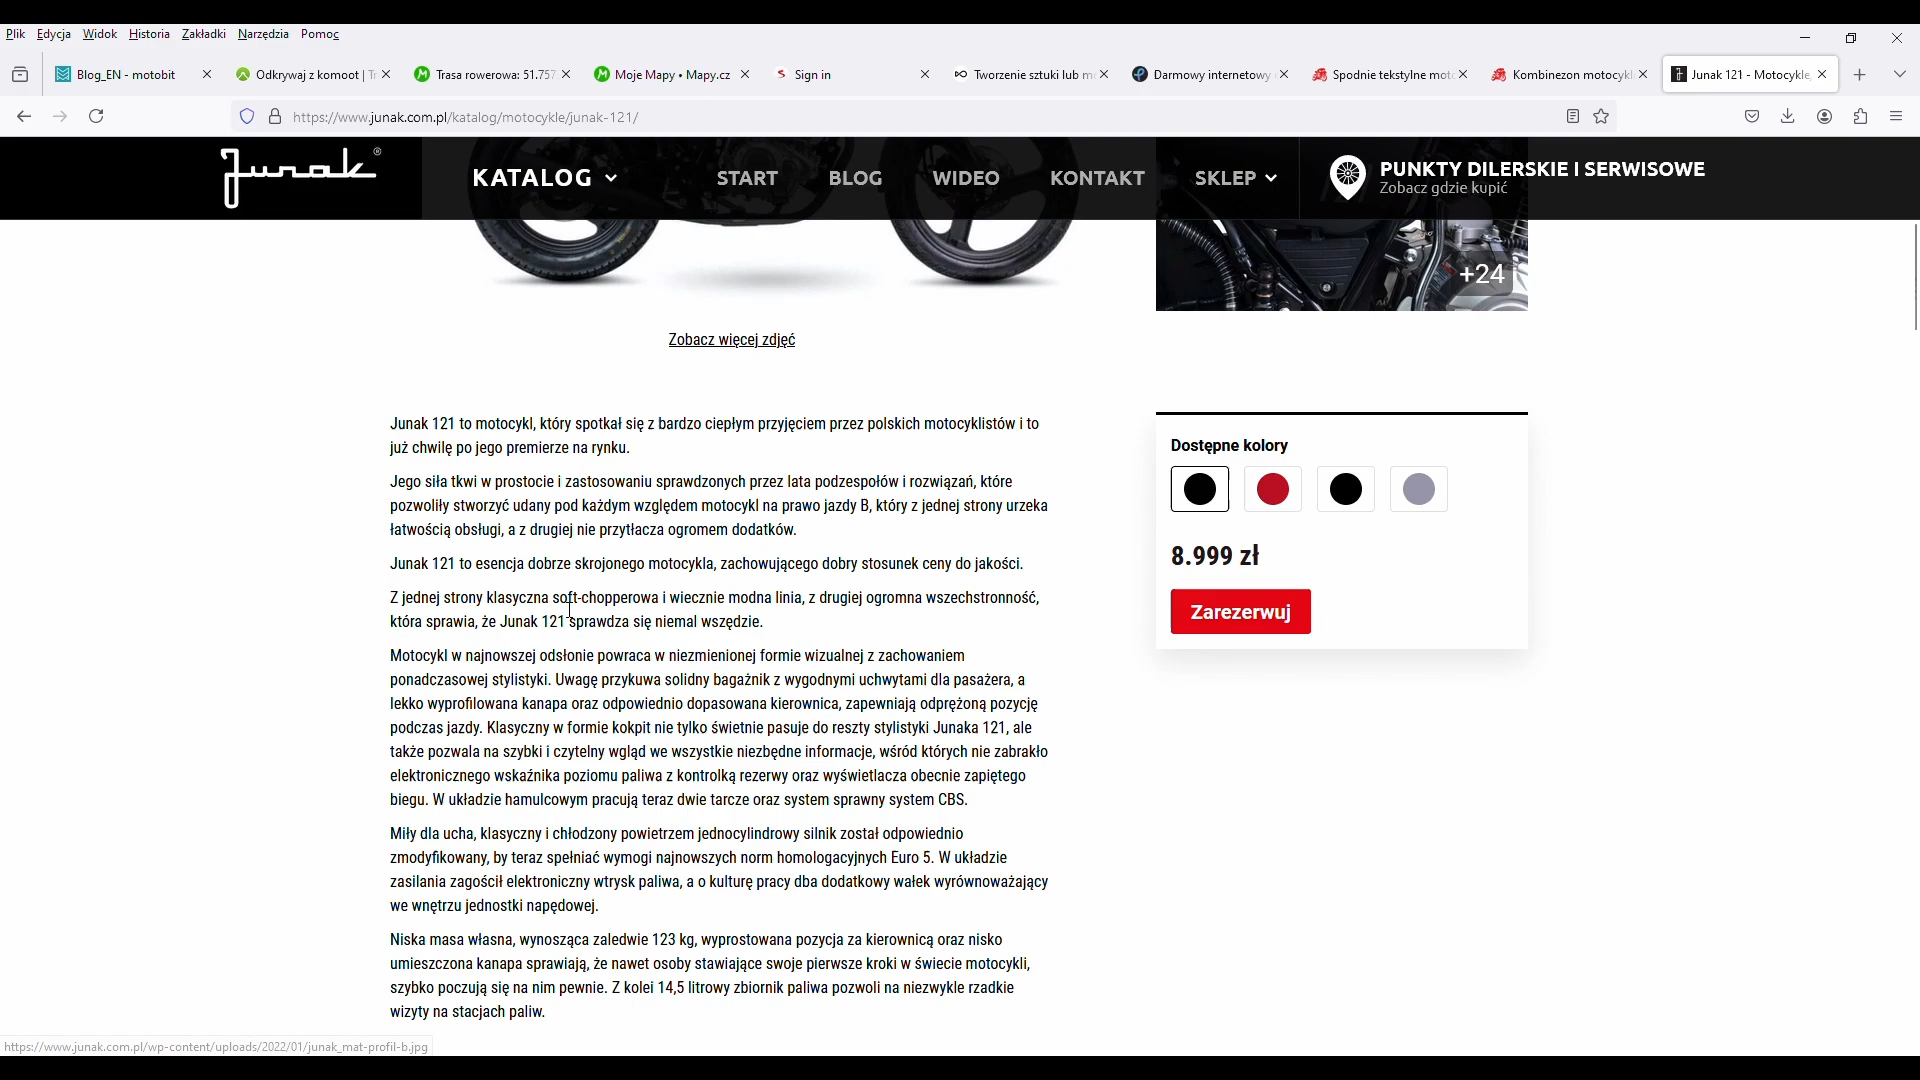 Plik Edycja Widok Historia Zakładki Narzędzia Pomoc
Blog_EN - motobit
Odkrywaj z komoot | Tr
Trasa rowerowa: 51.757
Moje Mapy • Mapy.cz
Sign in
Tworzenie sztuki lub m
Darmowy internetowy
Spodnie tekstylne mot
Kombinezon motocykl
Junak 121 - Motocykle,
https://www.junak.com.pl/katalog/motocykle/junak-121/
Junak ®
KATALOG
START
BLOG
WIDEO
KONTAKT
SKLEP
PUNKTY DILERSKIE I SERWISOWE
Zobacz gdzie kupić
+24
Zobacz więcej zdjęć
Junak 121 to motocykl, który spotkał się z bardzo ciepłym przyjęciem przez polskich motocyklistów i to
już chwilę po jego premierze na rynku.
Jego siła tkwi w prostocie i zastosowaniu sprawdzonych przez lata podzespołów i rozwiązań, które
pozwoliły stworzyć udany pod każdym względem motocykl na prawo jazdy B, który z jednej strony urzeka
łatwością obsługi, a z drugiej nie przytłacza ogromem dodatków.
Junak 121 to esencja dobrze skrojonego motocykla, zachowującego dobry stosunek ceny do jakości.
Z jednej strony klasyczna soft-chopperowa i wiecznie modna linia, z drugiej ogromna wszechstronność,
która sprawia, że Junak 121 sprawdza się niemal wszędzie.
Motocykl w najnowszej odsłonie powraca w niezmienionej formie wizualnej z zachowaniem
ponadczasowej stylistyki. Uwagę przykuwa solidny bagażnik z wygodnymi uchwytami dla pasażera, a
lekko wyprofilowana kanapa oraz odpowiednio dopasowana kierownica, zapewniają odprężoną pozycję
podczas jazdy. Klasyczny w formie kokpit nie tylko świetnie pasuje do reszty stylistyki Junaka 121, ale
także pozwala na szybki i czytelny wgląd we wszystkie niezbędne informacje, wśród których nie zabrakło
elektronicznego wskaźnika poziomu paliwa z kontrolką rezerwy oraz wyświetlacza obecnie zapiętego
biegu. W układzie hamulcowym pracują teraz dwie tarcze oraz system sprawny system CBS.
Miły dla ucha, klasyczny i chłodzony powietrzem jednocylindrowy silnik został odpowiednio
zmodyfikowany, by teraz spełniać wymogi najnowszych norm homologacyjnych Euro 5. W układzie
zasilania zagościł elektroniczny wtrysk paliwa, a o kulturę pracy dba dodatkowy wałek wyrównoważający
we wnętrzu jednostki napędowej.
Niska masa własna, wynosząca zaledwie 123 kg, wyprostowana pozycja za kierownicą oraz nisko
umieszczona kanapa sprawiają, że nawet osoby stawiające swoje pierwsze kroki w świecie motocykli,
szybko poczują się na nim pewnie. Z kolei 14,5 litrowy zbiornik paliwa pozwoli na niezwykle rzadkie
wizyty na stacjach paliw.
Dostępne kolory
8.999 zł
Zarezerwuj
https://www.junak.com.pl/wp-content/uploads/2022/01/junak_mat-profil-b.jpg